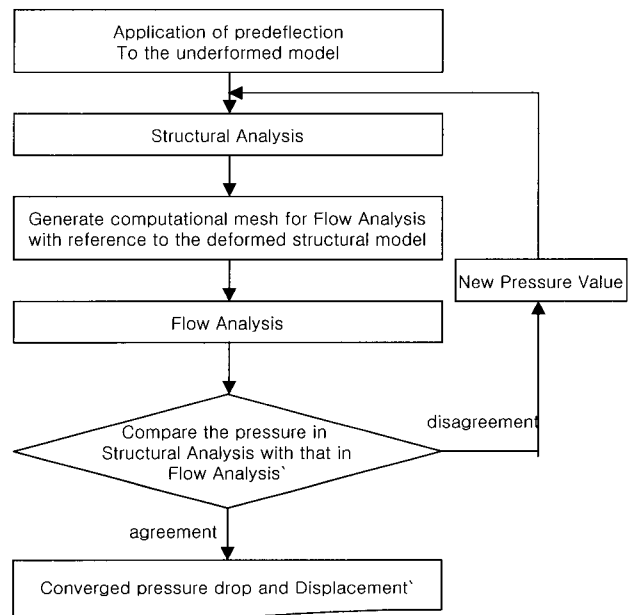 Application of predeflection
To the underformed model
Structural Analysis
Generate computational mesh for Flow Analysis
with reference to the deformed structural model
New Pressure Value
Flow Analysis
disagreement
Compare the pressure in
Structural Analysis with that in
Flow Analysis`
agreement
Converged pressure drop and Displacement`